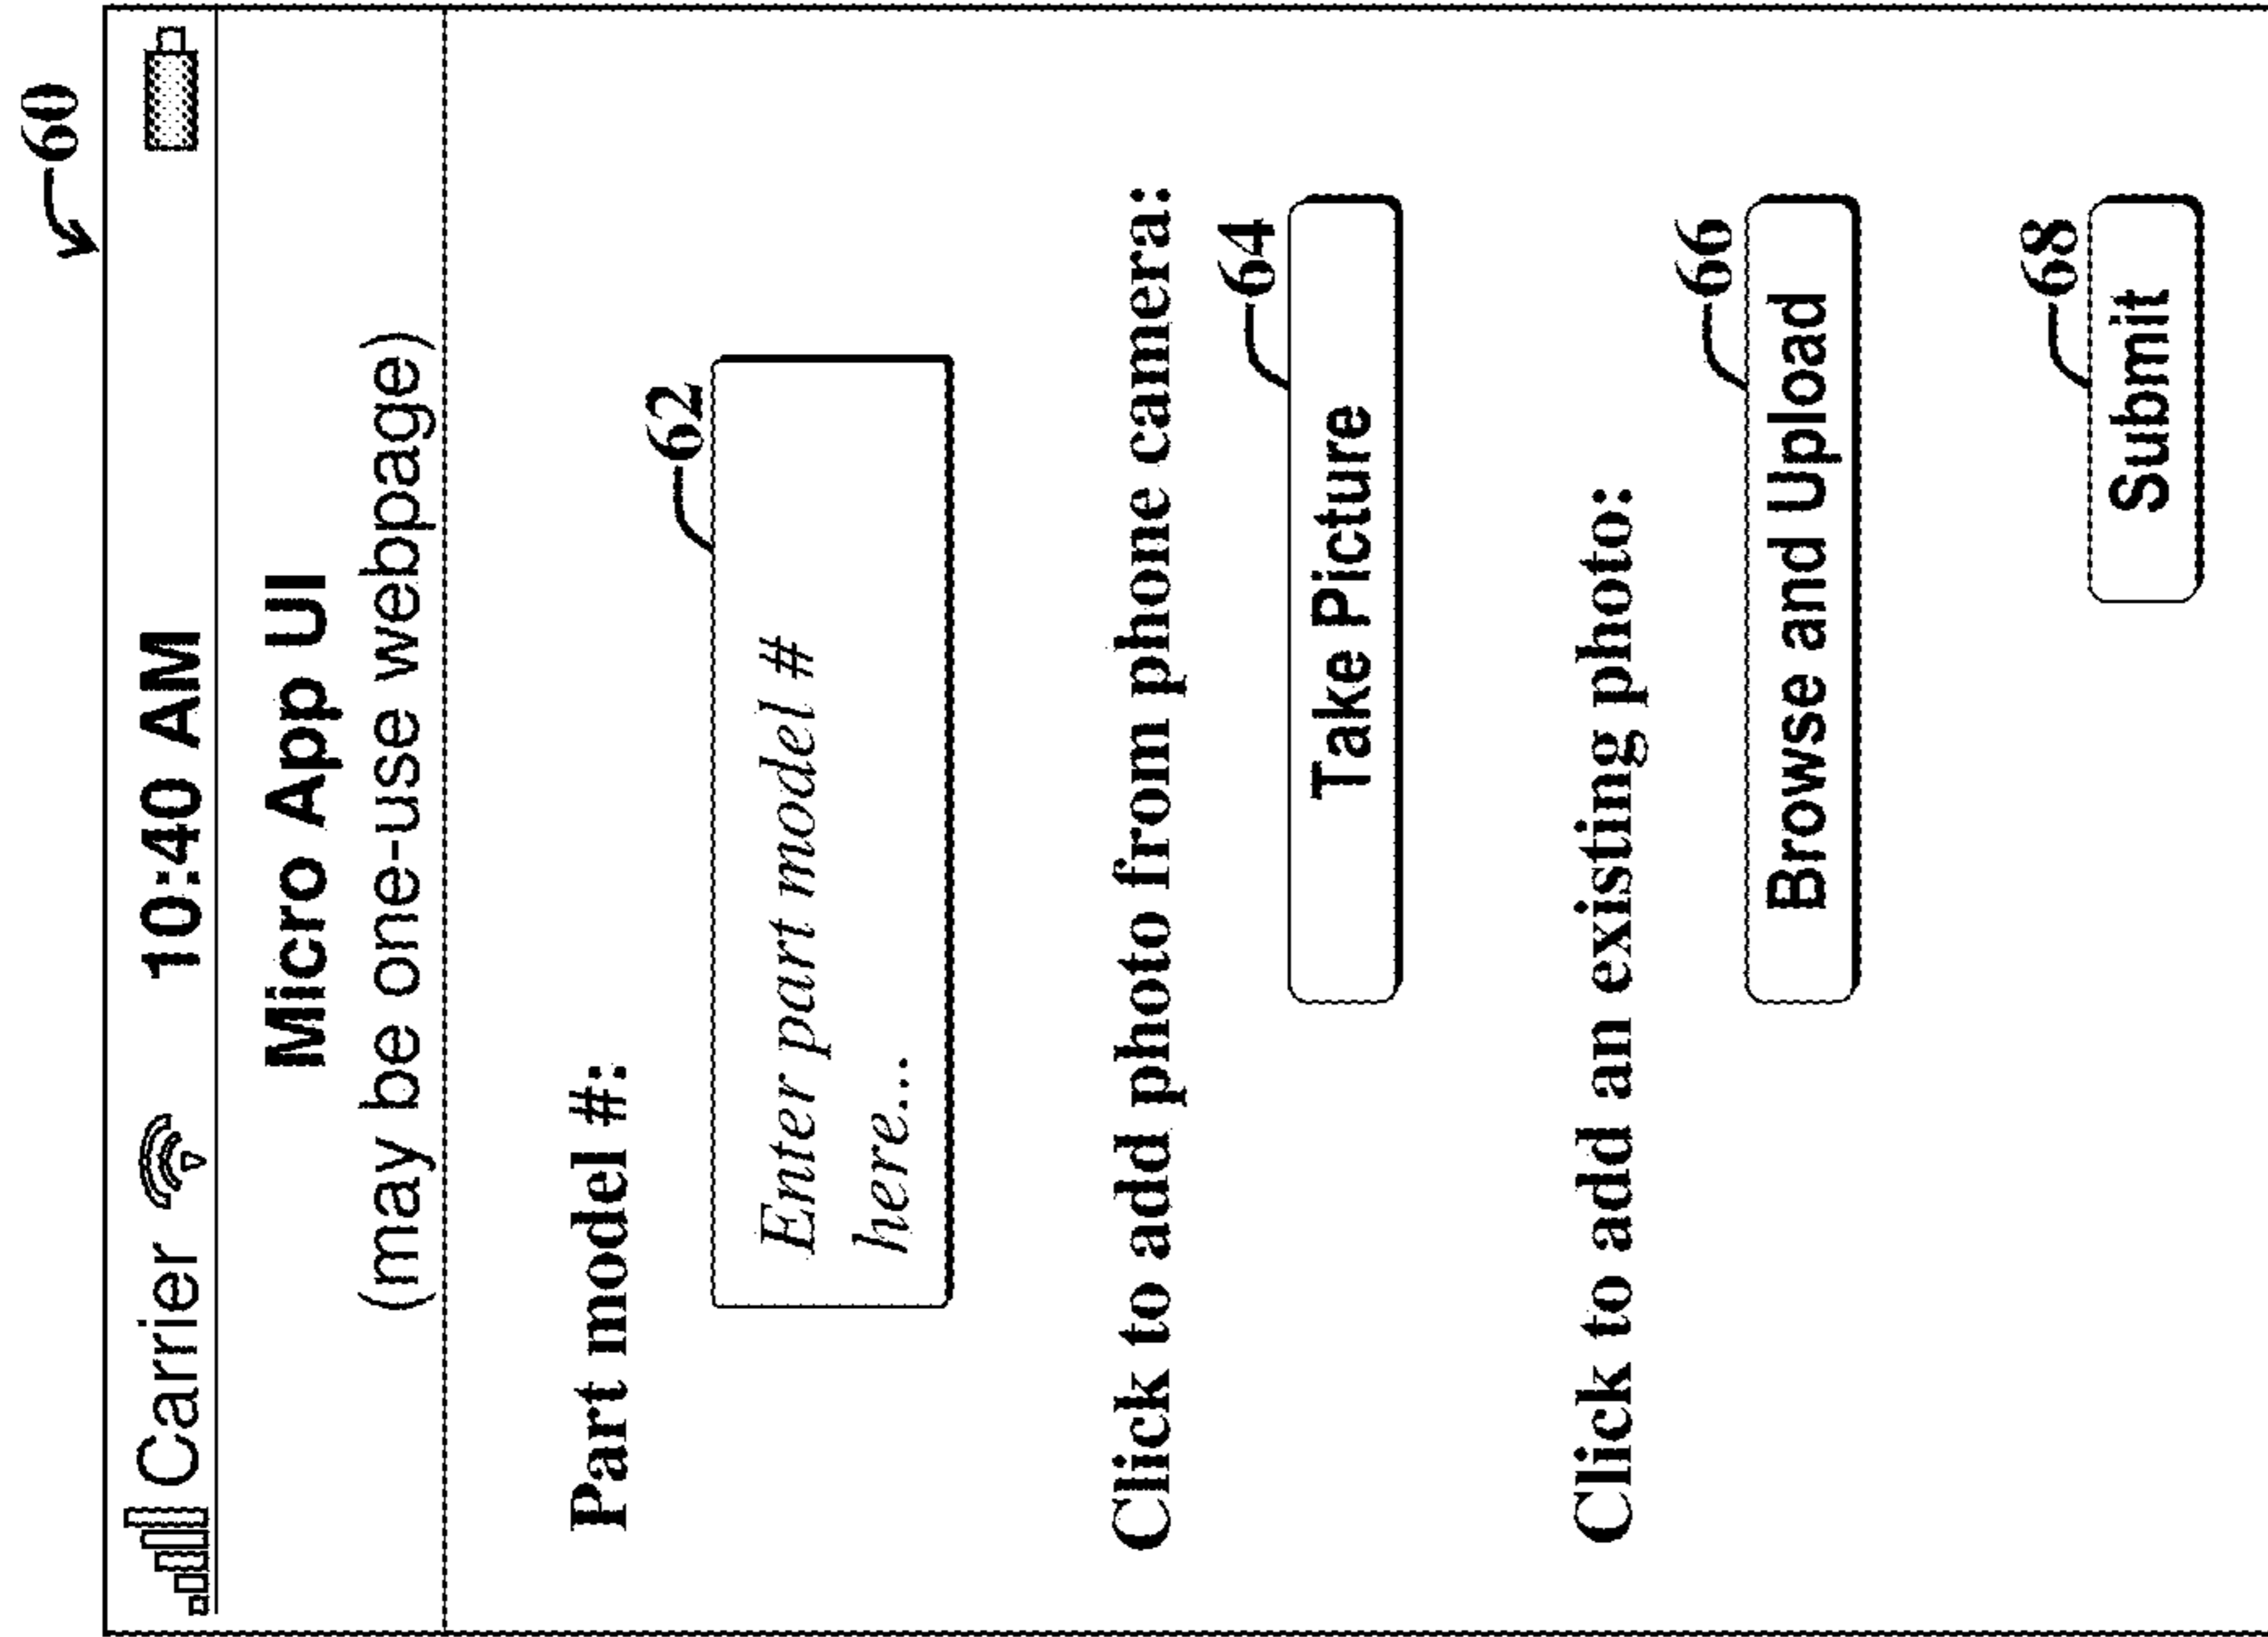 60
Carrier 10:40 AM
Micro App UI
(may be one-use webpage)
Part model #:
62
Enter part model #
here...
Click to add photo from phone camera:
64
Take Picture
Click to add an existing photo:
66
Browse and Upload
68
Submit